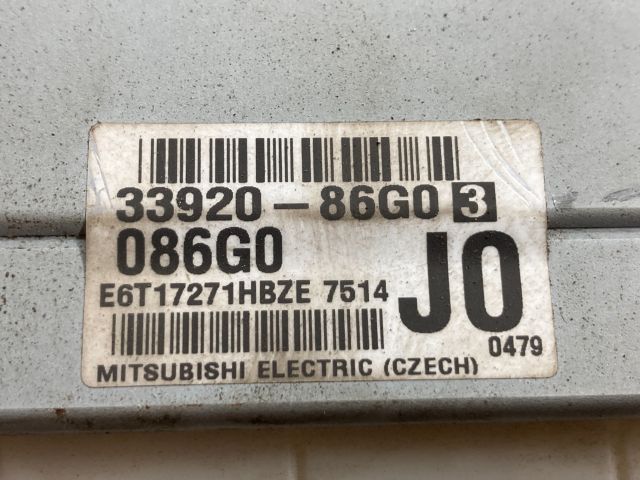 33920-86G0 3
086G0
E6T17271HBZE 7514
J0
0479
MITSUBISHI ELECTRIC (CZECH)